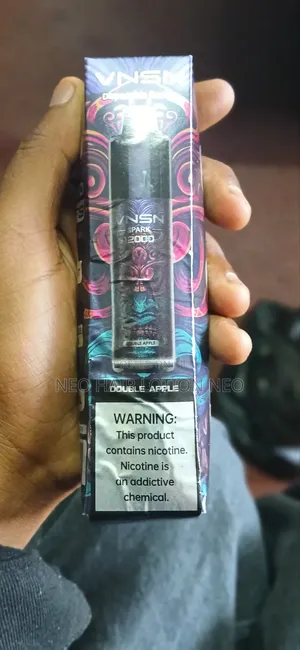 VNSN
VNSN
SPARK
12000
DOUBLE APPLE
DOUBLE APPLE
WARNING:
This product
contains nicotine.
Nicotine is
an addictive
chemical.